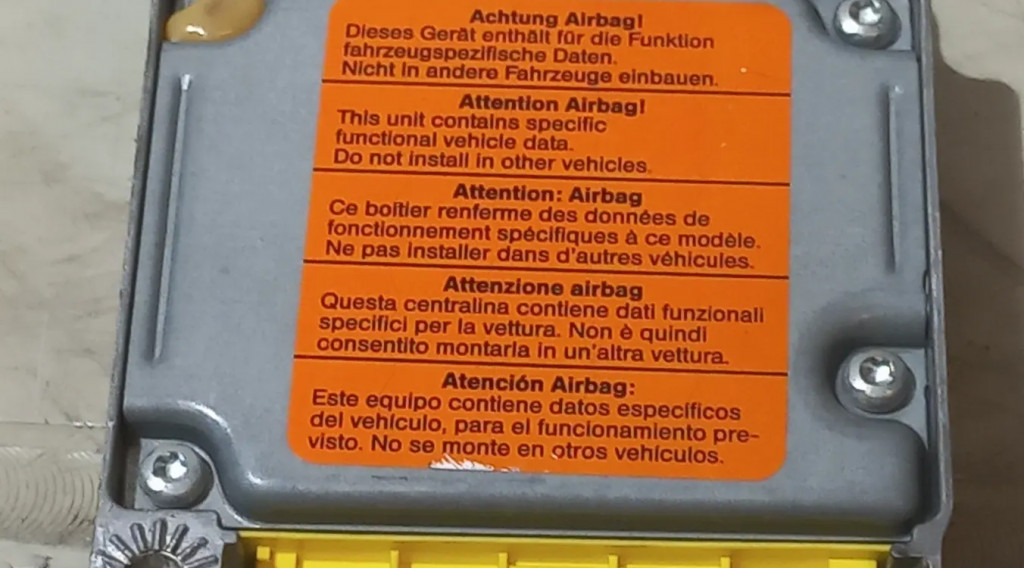 Achtung Airbag!
Dieses Gerät enthält für die Funktion
fahrzeugspezifische Daten.
Nicht in andere Fahrzeuge einbauen.
Attention Airbag!
This unit contains specific
functional vehicle data.
Do not install in other vehicles.
Attention: Airbag
Ce boîtier renferme des données de
fonctionnement spécifiques à ce modèle.
Ne pas installer dans d'autres véhicules.
Attenzione airbag
Questa centralina contiene dati funzionali
specifici per la vettura. Non è quindi
consentito montarla in un'altra vettura.
Atención Airbag:
Este equipo contiene datos específicos
del vehículo, para el funcionamiento pre-
visto. No se monte en otros vehículos.